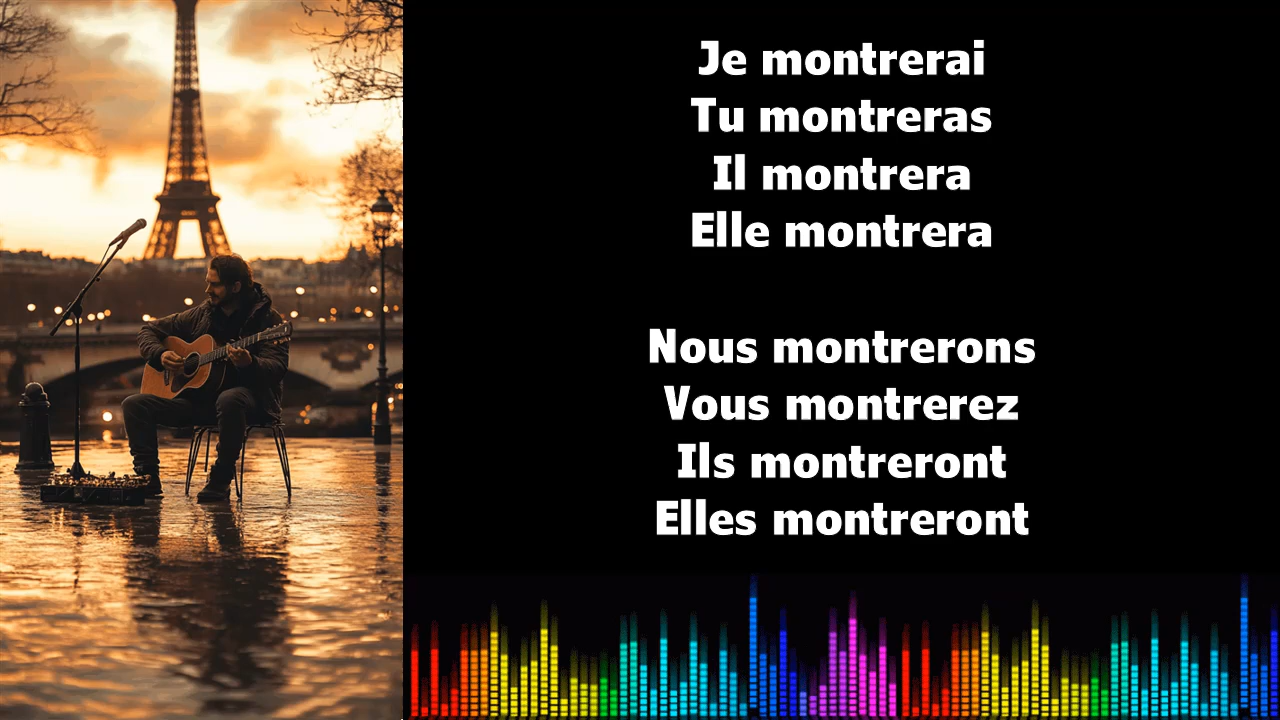 Je montrerai
Tu montreras
Il montrera
Elle montrera
Nous montrerons
Vous montrerez
Ils montreront
Elles montreront